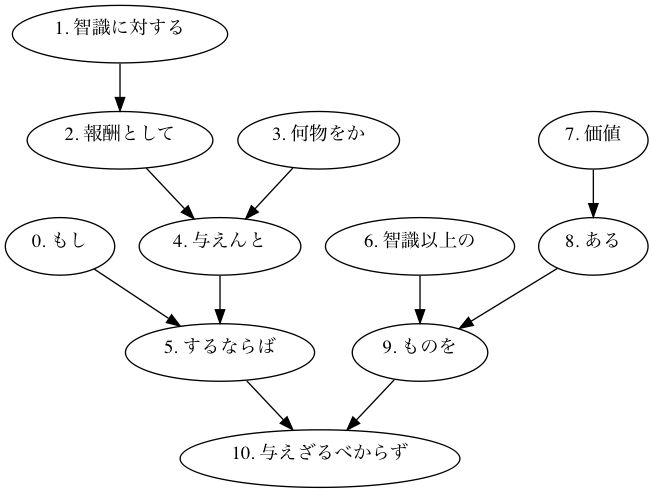 1. 智識に対する
2. 報酬として
3. 何物をか
7. 価値
0. もし
4. 与えんと
6. 智識以上の
8. ある
5. するならば
9. ものを
10. 与えざるべからず